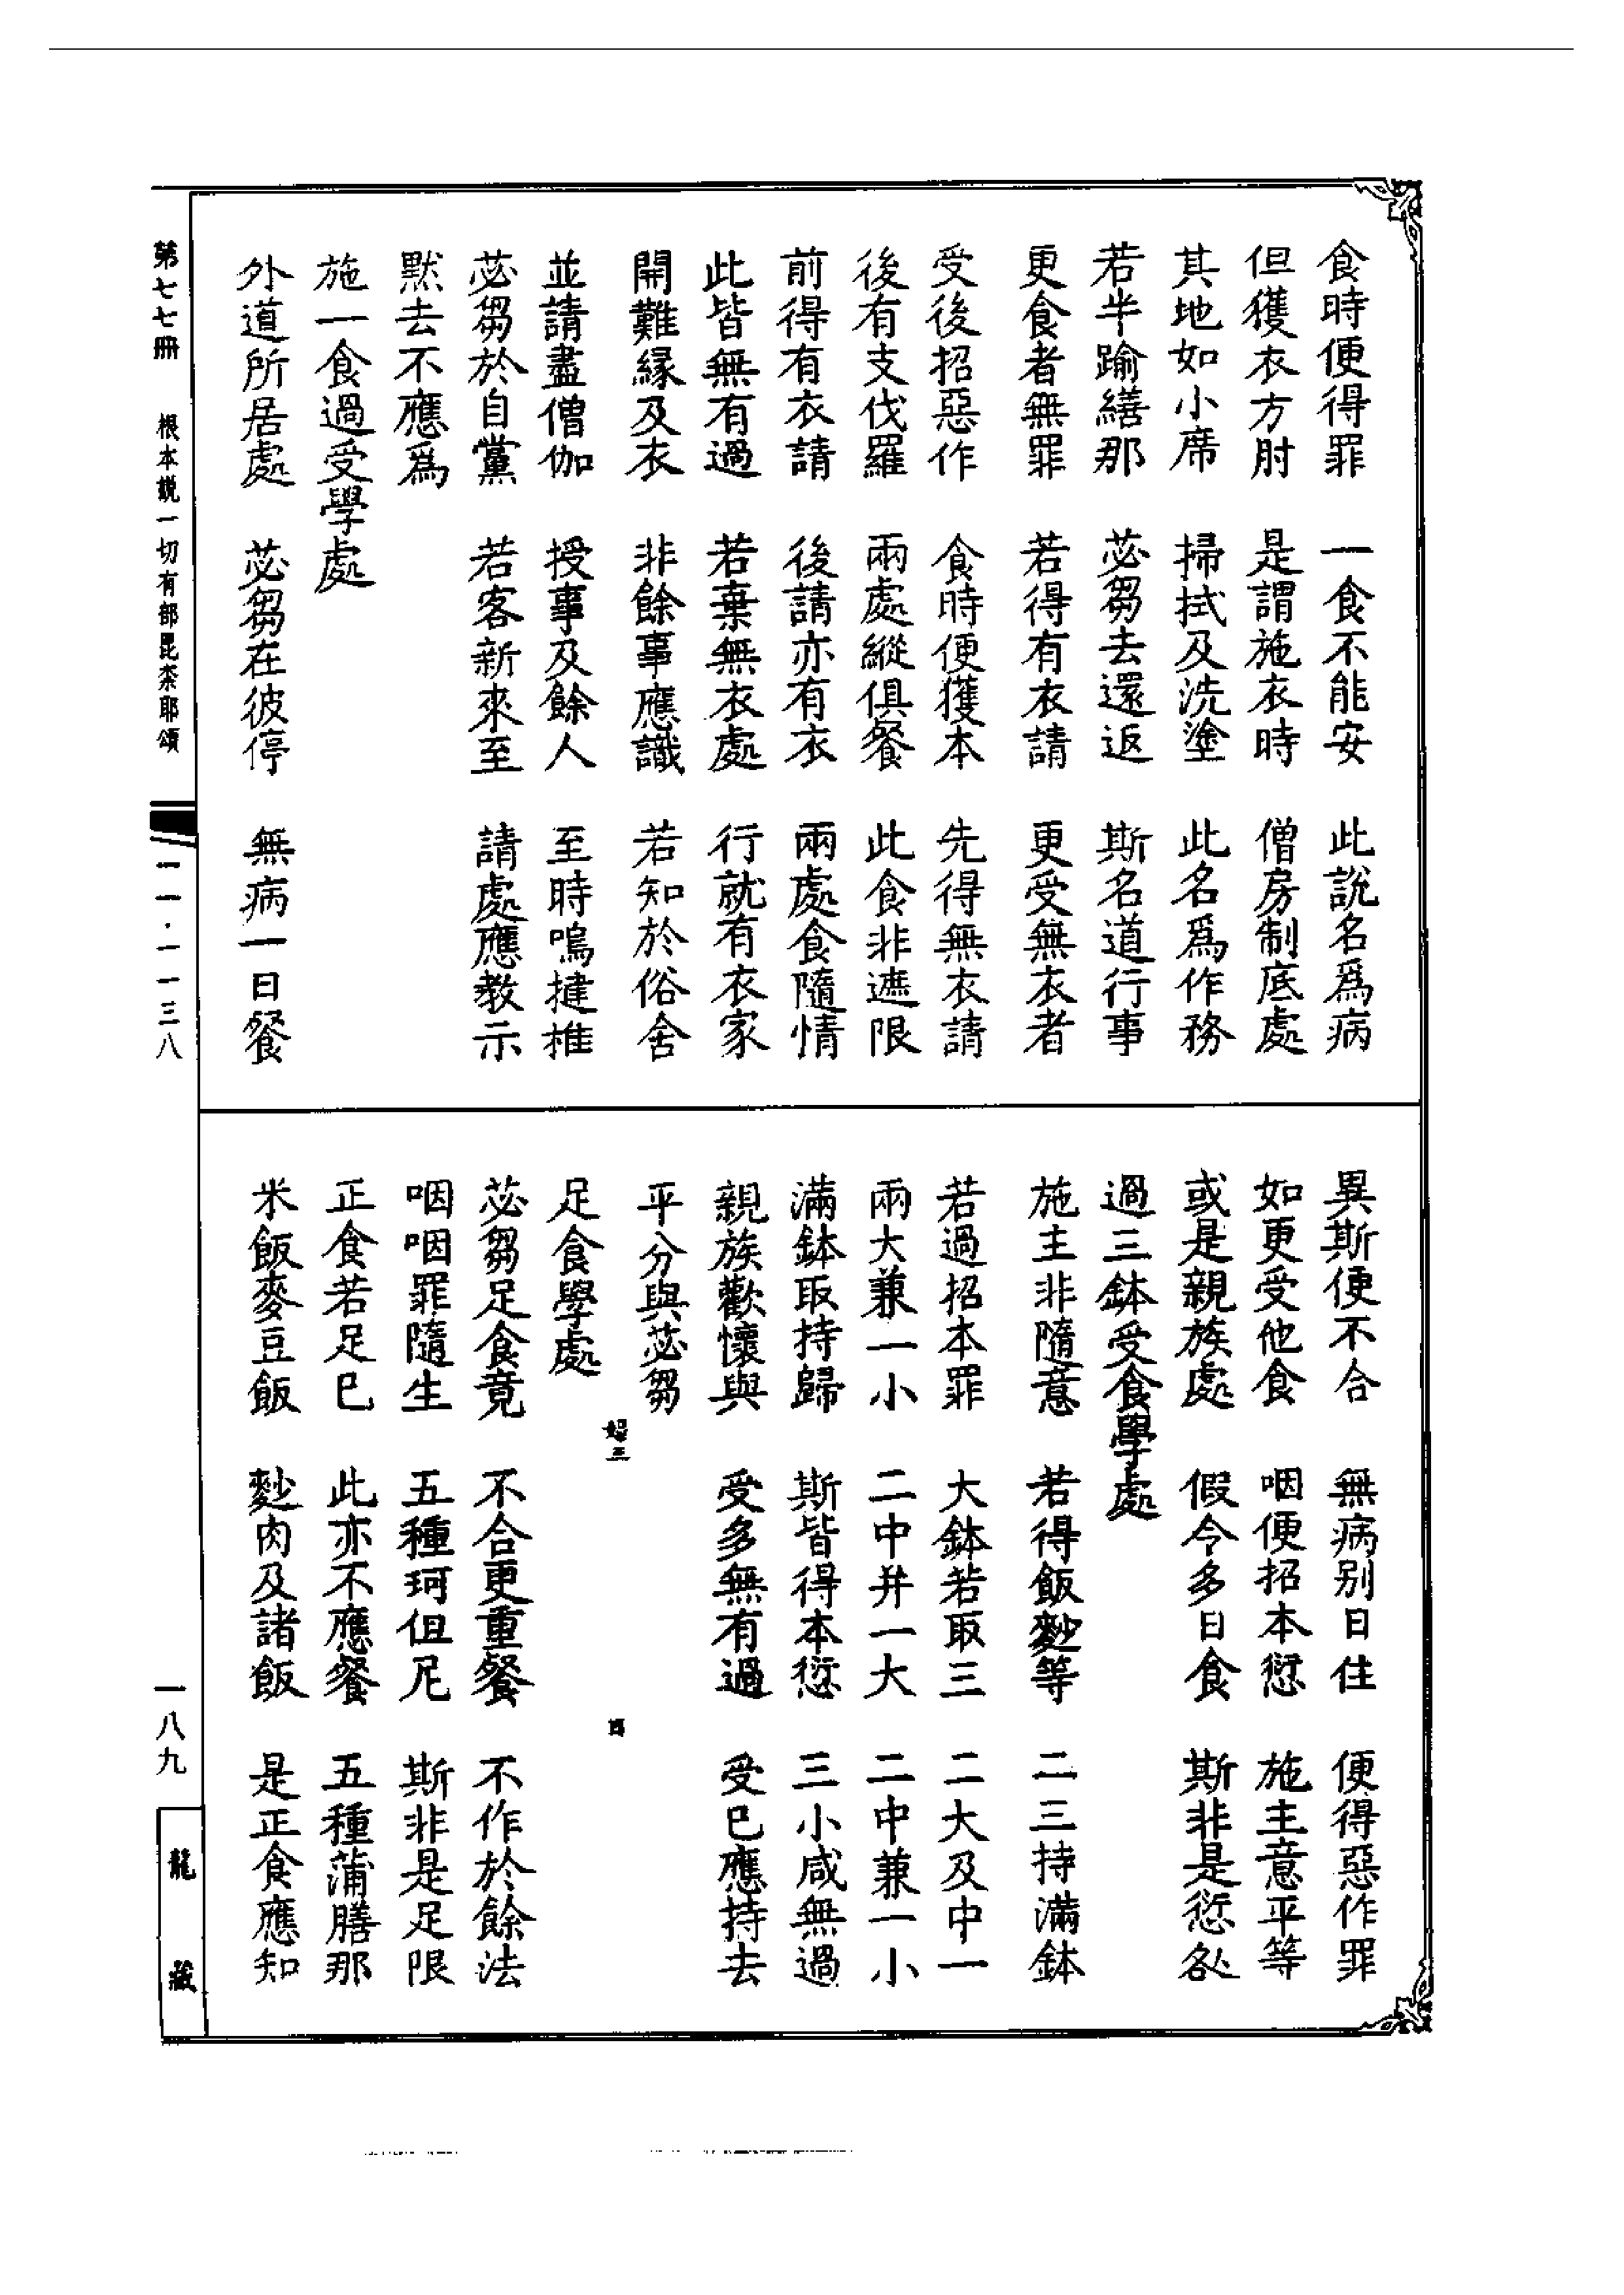 食時便得罪　一食不能安　此說名爲病
但獲衣方肘　是謂施衣時　僧房制底處
其地如小席　掃拭及洗塗　此名爲作務
若半踰繕那　苾芻去還返　斯名道行事
更食者無罪　若得有衣請　更受無衣者
受後招惡作　食時便獲本　先得無衣請
後有支伐羅　兩處縱俱餐　此食非遮限
前得有衣請　後請亦有衣　兩處食隨情
此皆無有過　若棄無衣處　行就有衣家
開難緣及衣　非餘事應識　若知於俗舍
並請盡僧伽　授事及餘人　至時鳴揵椎
苾芻於自黨　若客新來至　請處應教示
默去不應爲
施一食過受學處
外道所居處　苾芻在彼停　無病一日餐
異斯便不合　無病別日住　便得惡作罪
如更受他食　咽便招本愆　施主意平等
或是親族處　假令多日食　斯非是愆咎
過三鉢受食學處
施主非隨意　若得飯麨等　二三持滿鉢
若過招本罪　大鉢若取三　二大及中一
兩大兼一小　二中并一大　二中兼一小
滿鉢取持歸　斯皆得本愆　三小咸無過
親族歡懷與　受多無有過　受已應持去
平分與苾芻
足食學處
苾芻足食竟　不合更重餐　不作於餘法
咽咽罪隨生　五種珂但尼　斯非是足限
正食若足已　此亦不應餐　五種蒲膳那
米飯麥豆飯　麨肉及諸飯　是正食應知
第七七冊　根本說一切有部毘奈耶頌
一一·一一三八
一八九
龍藏